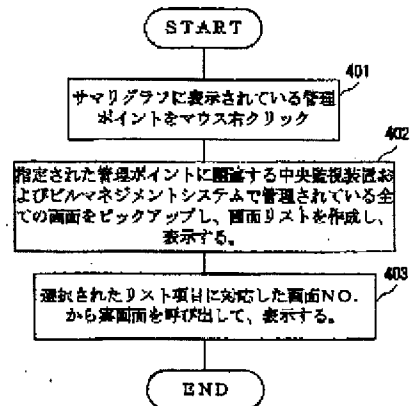 START
401
サマリグラフに表示されている管理
ポイントをマウス右クリック
402
指定された管理ポイントに関連する中央監視装置お
よびビルマネジメントシステムで管理されている全
ての画面をピックアップし、画面リストを作成し、
表示する。
403
選択されたリスト項目に対応した画面NO.
から実画面を呼び出して、表示する。
END